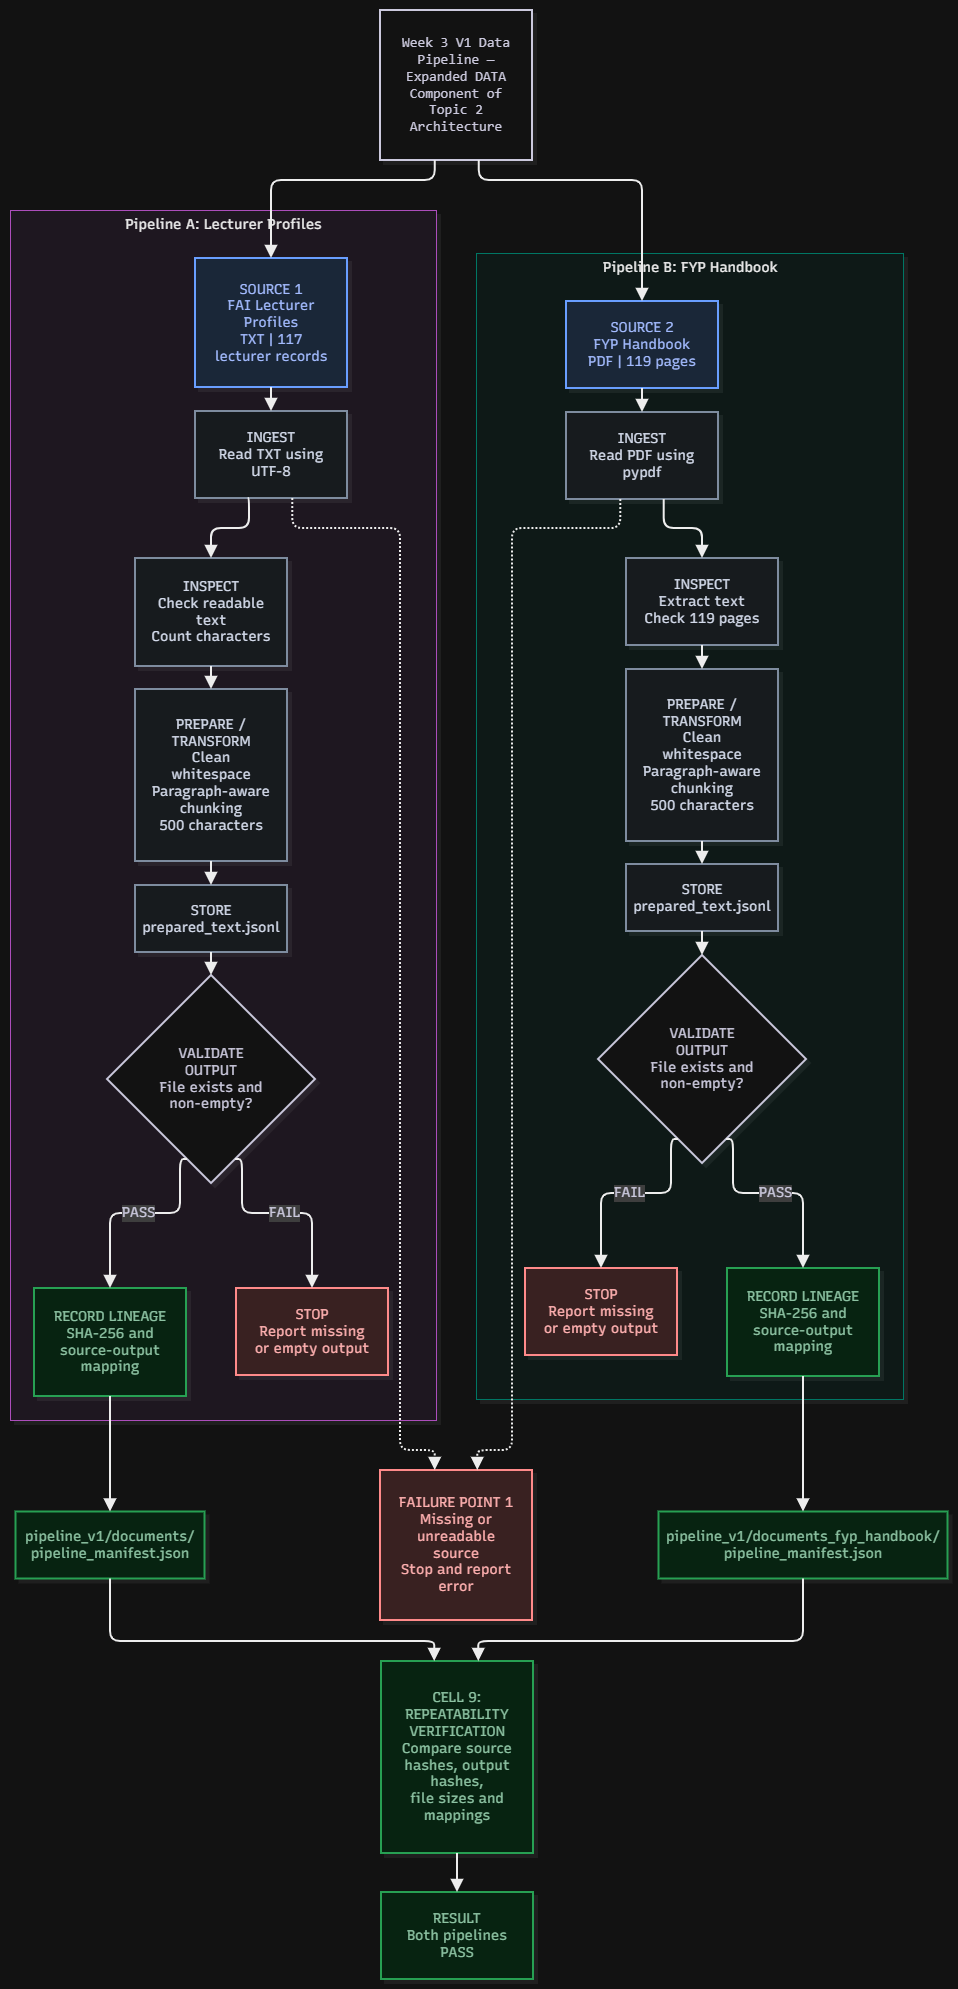 Week 3 V1 Data
Pipeline —
Expanded DATA
Component of
Topic 2
Architecture
Pipeline A: Lecturer Profiles
SOURCE 1
FAI Lecturer
Profiles
TXT | 117
lecturer records
INGEST
Read TXT using
UTF-8
INSPECT
Check readable
text
Count characters
PREPARE /
TRANSFORM
Clean
whitespace
Paragraph-aware
chunking
500 characters
STORE
prepared_text.jsonl
VALIDATE
OUTPUT
File exists and
non-empty?
PASS
FAIL
RECORD LINEAGE
SHA-256 and
source-output
mapping
STOP
Report missing
or empty output
Pipeline B: FYP Handbook
SOURCE 2
FYP Handbook
PDF | 119 pages
INGEST
Read PDF using
pypdf
INSPECT
Extract text
Check 119 pages
PREPARE /
TRANSFORM
Clean
whitespace
Paragraph-aware
chunking
500 characters
STORE
prepared_text.jsonl
VALIDATE
OUTPUT
File exists and
non-empty?
FAIL
PASS
STOP
Report missing
or empty output
RECORD LINEAGE
SHA-256 and
source-output
mapping
pipeline_v1/documents/
pipeline_manifest.json
FAILURE POINT 1
Missing or
unreadable
source
Stop and report
error
pipeline_v1/documents_fyp_handbook/
pipeline_manifest.json
CELL 9:
REPEATABILITY
VERIFICATION
Compare source
hashes, output
hashes,
file sizes and
mappings
RESULT
Both pipelines
PASS